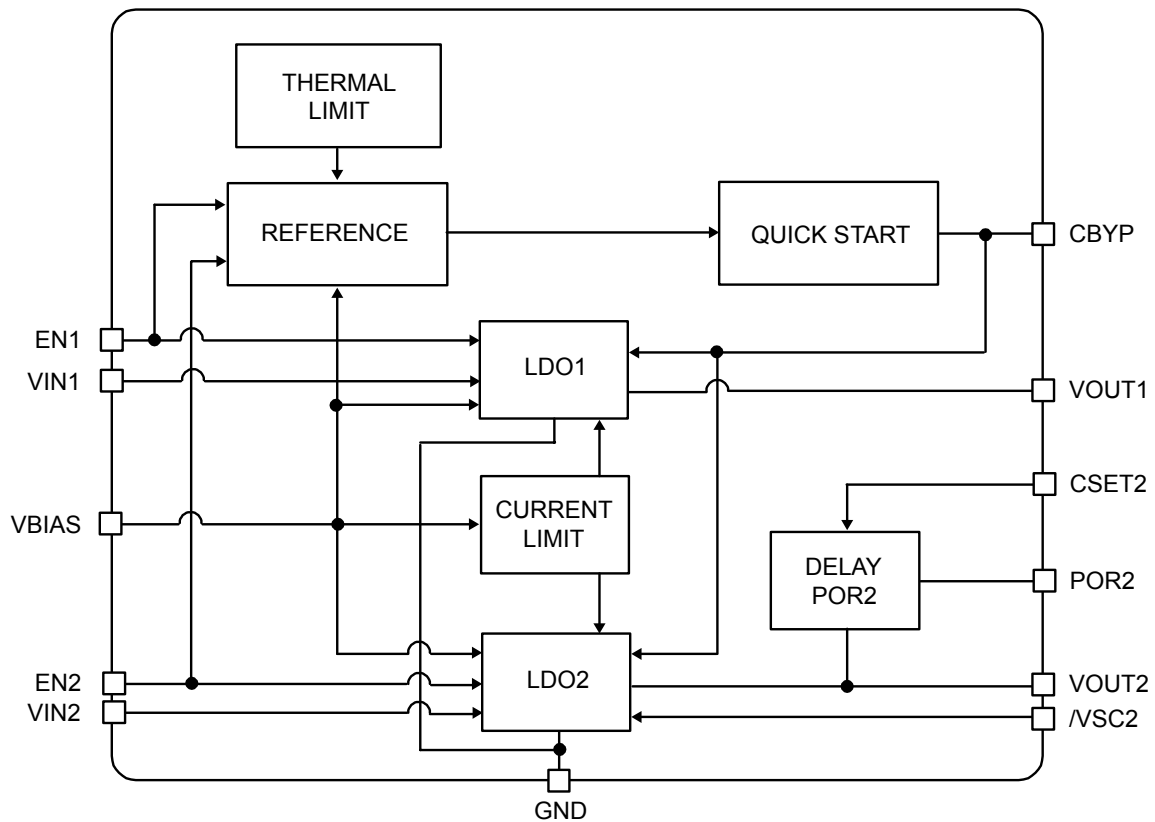 THERMAL
LIMIT
REFERENCE
QUICK START
CBYP
EN1
LDO1
VIN1
VOUT1
CSET2
VBIAS
CURRENT
LIMIT
DELAY
POR2
POR2
EN2
LDO2
VOUT2
VIN2
/VSC2
GND